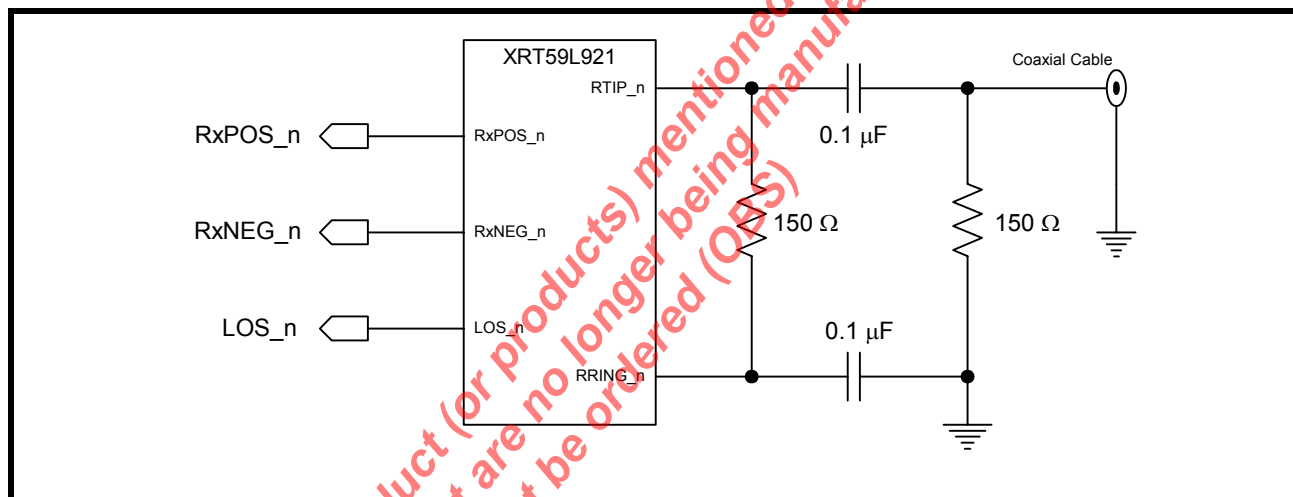 XRT59L921
RTIP_n
Coaxial Cable
0.1 μF
RxPOS_n
RxPOS_n
150 Ω
150 Ω
RxNEG_n
RxNEG_n
LOS_n
LOS_n
0.1 μF
RRING_n
product (or products) mentioned
are no longer being manufa
be ordered (OBS)